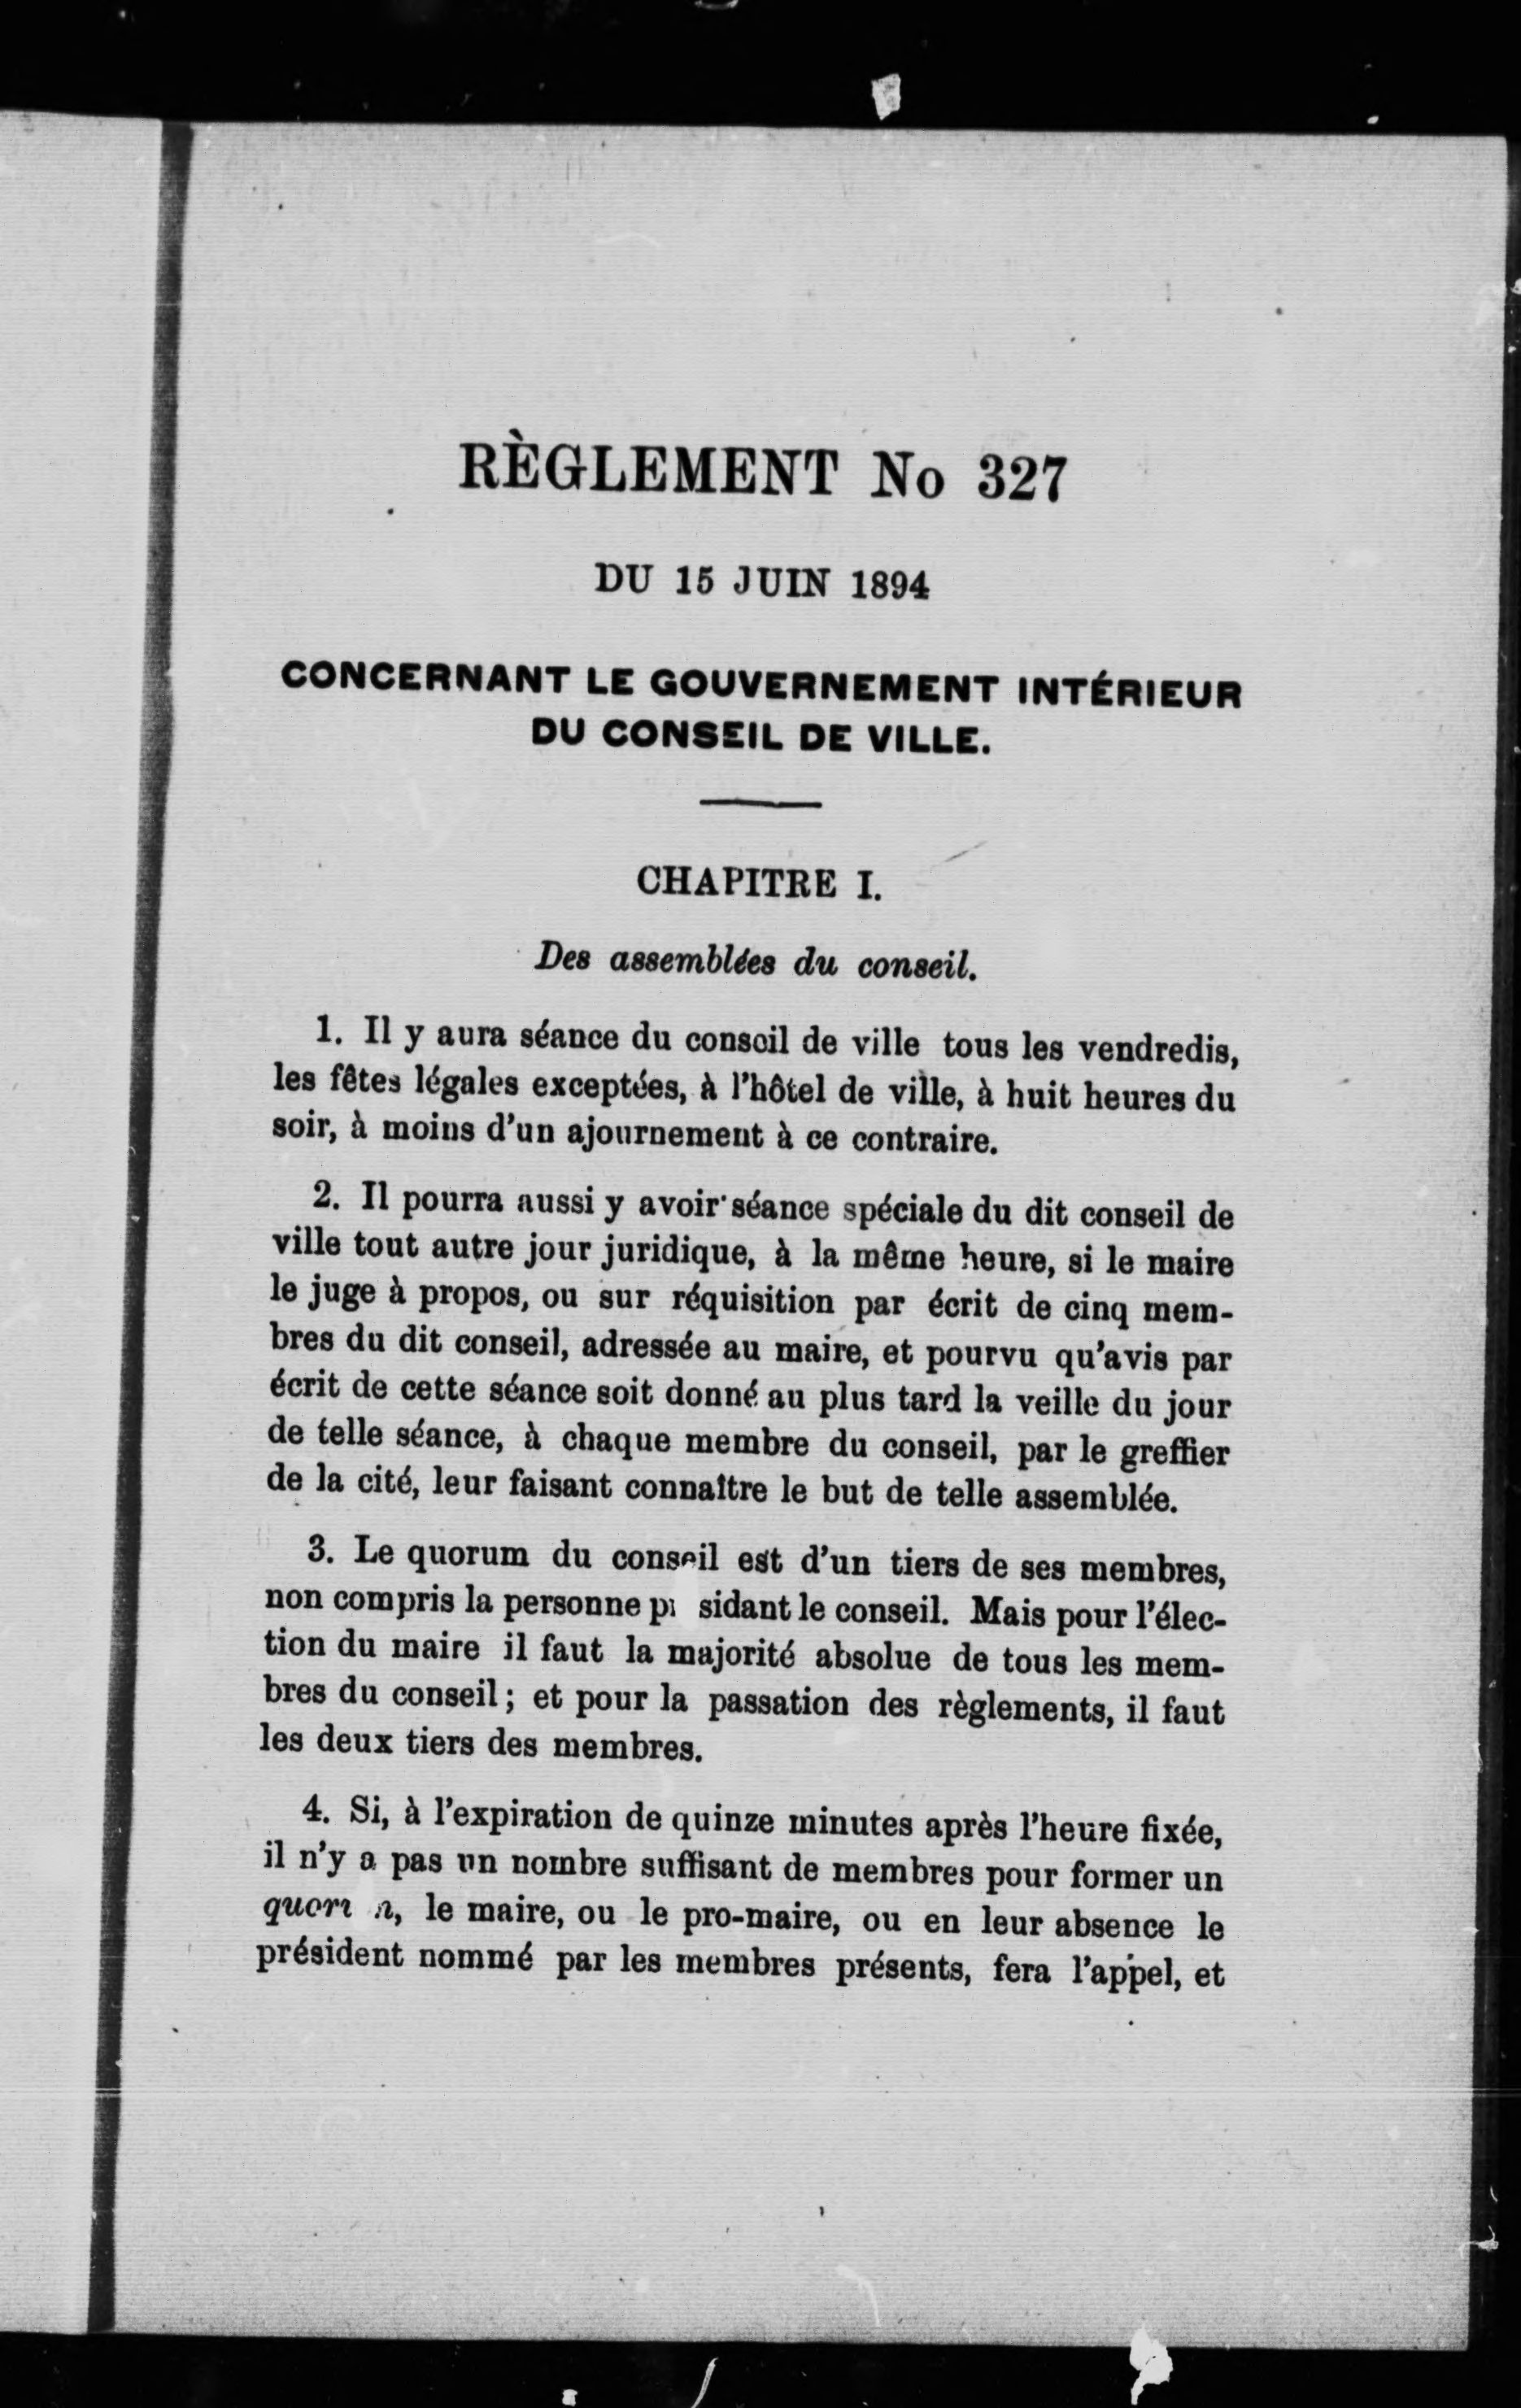 RÈGLEMENT No 327
DU 15 JUIN 1894
CONCERNANT LE GOUVERNEMENT INTÉRIEUR
DU CONSEIL DE VILLE.
CHAPITRE I.
Des assemblées du conseil.
1. Il y aura séance du conseil de ville tous les vendredis,
les fêtes légales exceptées, à l'hôtel de ville, à huit heures du
soir, à moins d'un ajournement à ce contraire.
2. Il pourra aussi y avoir séance spéciale du dit conseil de
ville tout autre jour juridique, à la même heure, si le maire
le juge à propos, ou sur réquisition par écrit de cinq mem-
bres du dit conseil, adressée au maire, et pourvu qu'avis par
écrit de cette séance soit donné au plus tard la veille du jour
de telle séance, à chaque membre du conseil, par le greffier
de la cité, leur faisant connaître le but de telle assemblée.
3. Le quorum du conseil est d'un tiers de ses membres,
non compris la personne présidant le conseil. Mais pour l'élec-
tion du maire il faut la majorité absolue de tous les mem-
bres du conseil; et pour la passation des règlements, il faut
les deux tiers des membres.
4. Si, à l'expiration de quinze minutes après l'heure fixée,
il n'y a pas un nombre suffisant de membres pour former un
quorum, le maire, ou le pro-maire, ou en leur absence le
président nommé par les membres présents, fera l'appel, et